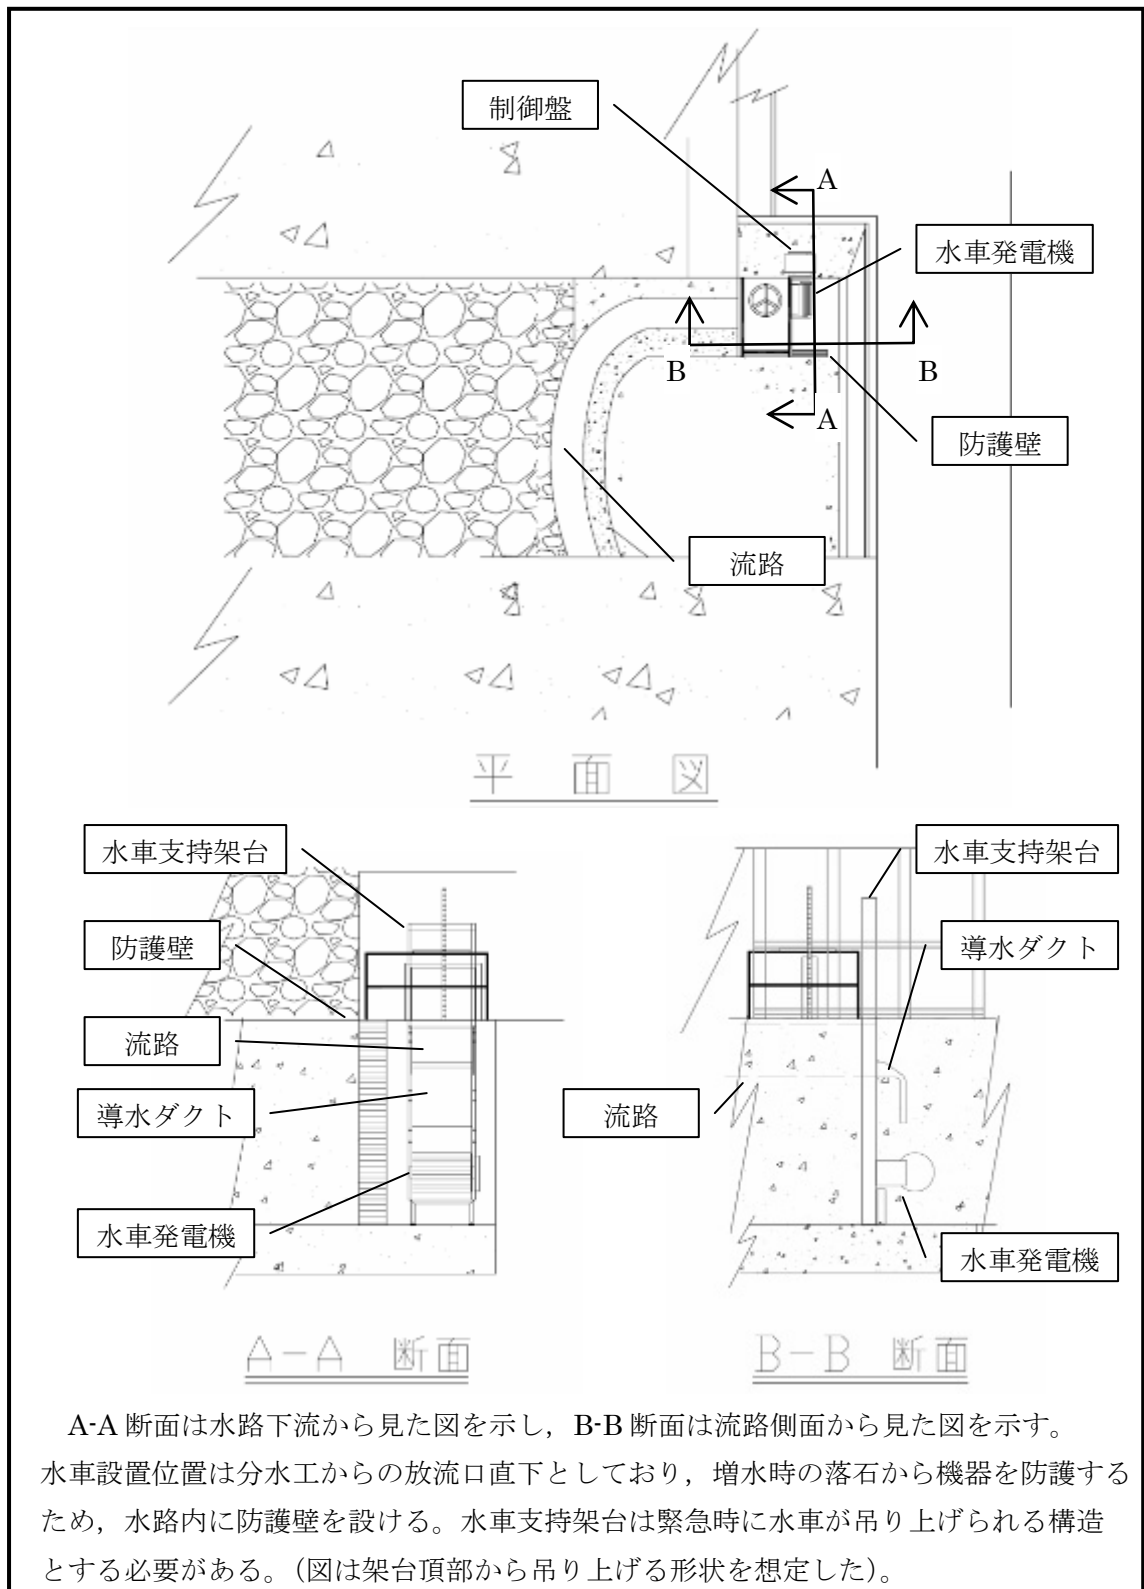 制御盤
A
水車発電機
B
B
A
防護壁
流路
平面図
水車支持架台
防護壁
流路
導水ダクト
水車発電機
A-A 断面
水車支持架台
導水ダクト
流路
水車発電機
B-B 断面
A-A 断面は水路下流から見た図を示し，B-B 断面は流路側面から見た図を示す。
水車設置位置は分水工からの放流口直下としており，増水時の落石から機器を防護する
ため，水路内に防護壁を設ける。水車支持架台は緊急時に水車が吊り上げられる構造
とする必要がある。（図は架台頂部から吊り上げる形状を想定した）。